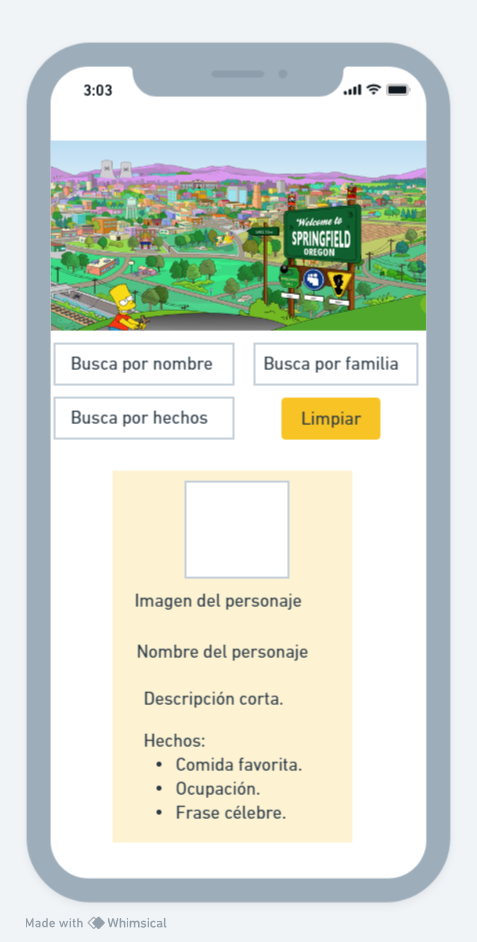 3:03
Welcome to
SPRINGFIELD
OREGON
Busca por nombre
Busca por familia
Busca por hechos
Limpiar
Imagen del personaje
Nombre del personaje
Descripción corta.
Hechos:
• Comida favorita.
• Ocupación.
• Frase célebre.
Made with Whimsical